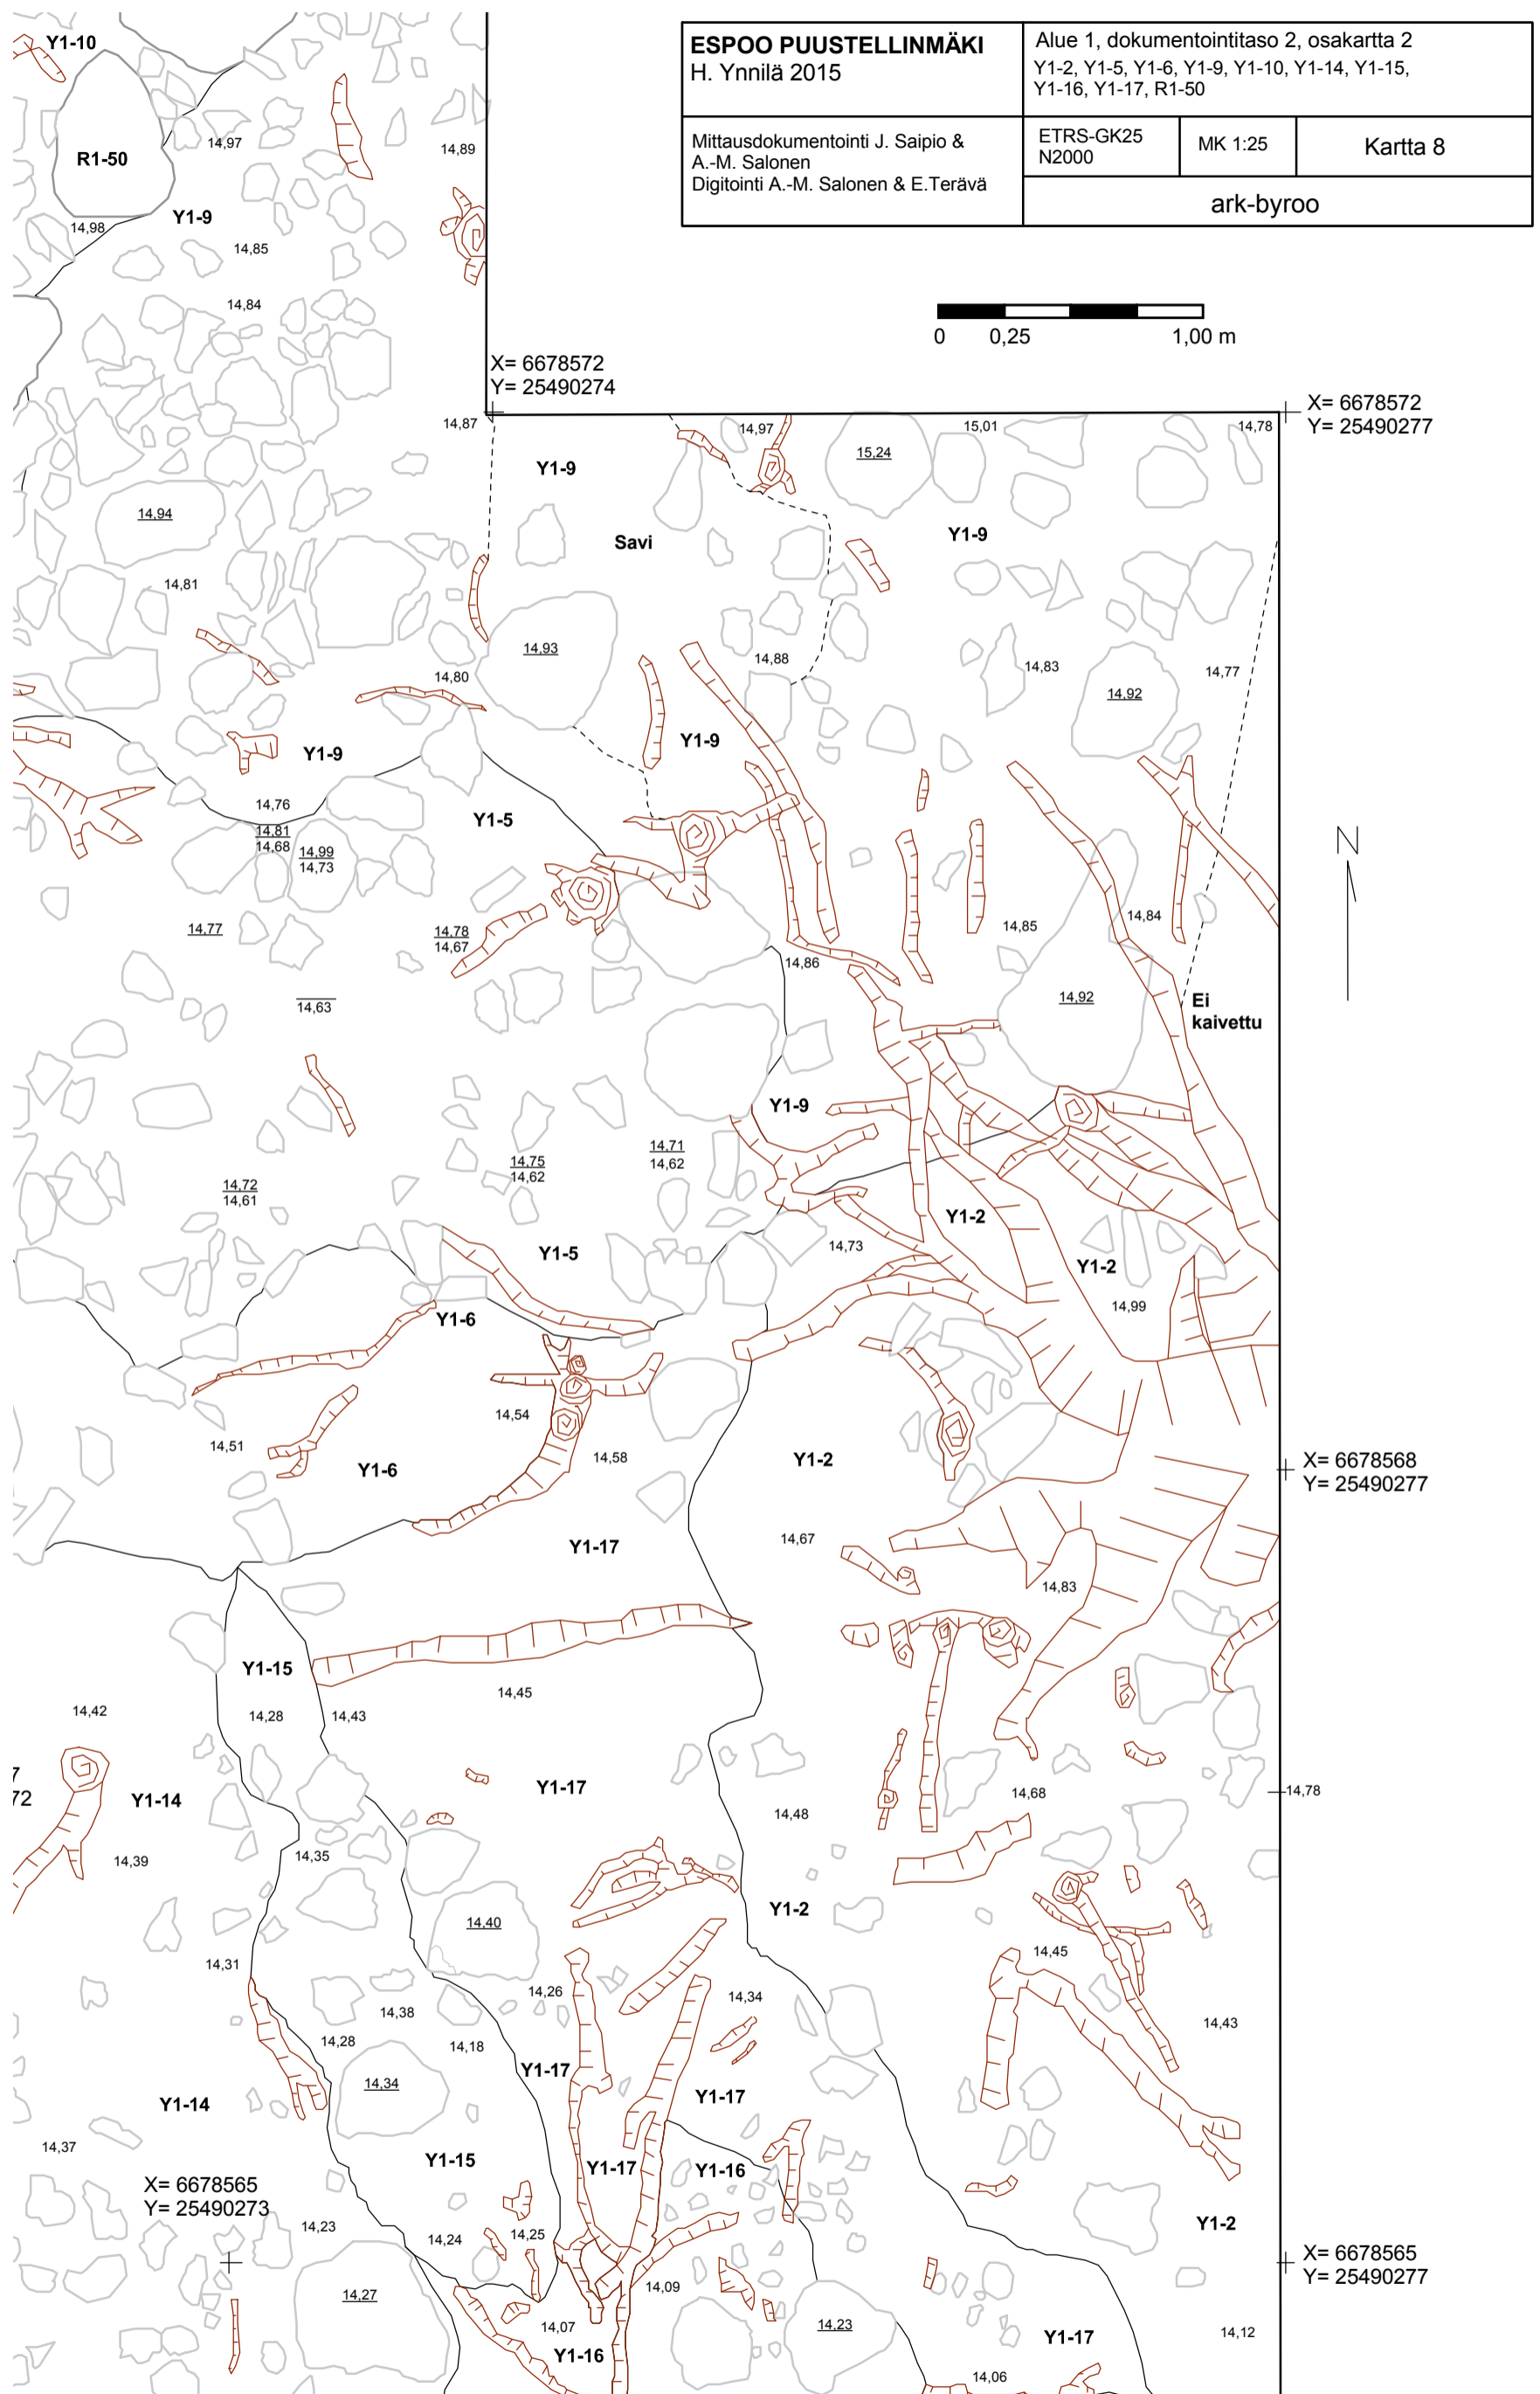 ESPOO PUUSTELLINMÄKI
H. Ynnilä 2015
Alue 1, dokumentointitaso 2, osakartta 2
Y1-2, Y1-5, Y1-6, Y1-9, Y1-10, Y1-14, Y1-15,
Y1-16, Y1-17, R1-50
Mittausdokumentointi J. Saipio &
A.-M. Salonen
Digitointi A.-M. Salonen & E.Terävä
ETRS-GK25
N2000
MK 1:25
Kartta 8
ark-byroo
0 0,25 1,00 m
Y1-10
14,97
14,89
R1-50
Y1-9
14,98
14,85
14,84
X= 6678572
Y= 25490274
X= 6678572
Y= 25490277
14,87
14,97
15,01
14,78
15,24
Y1-9
14,94
Savi
Y1-9
14,81
14,93
14,88
14,83
14,77
14,80
14,92
Y1-9
Y1-9
14,76
Y1-5
14,81
14,68
14,99
14,73
N
14,77
14,78
14,67
14,84
14,85
14,86
14,63
14,92
Ei
kaivettu
Y1-9
14,71
14,62
14,75
14,62
14,72
14,61
Y1-2
14,73
Y1-5
Y1-2
14,99
Y1-6
14,54
14,51
14,58
Y1-6
Y1-2
X= 6678568
Y= 25490277
14,67
Y1-17
14,83
Y1-15
14,45
14,42
14,28
14,43
7
72
Y1-14
Y1-17
14,68
14,78
14,48
14,39
14,35
Y1-2
14,40
14,45
14,31
14,26
14,34
14,38
14,43
14,28
14,18
Y1-17
14,34
Y1-17
Y1-14
14,37
Y1-15
Y1-17
Y1-16
X= 6678565
Y= 25490273
14,23
14,24
14,25
Y1-2
X= 6678565
Y= 25490277
14,27
14,09
14,07
14,23
Y1-17
14,12
Y1-16
14,06